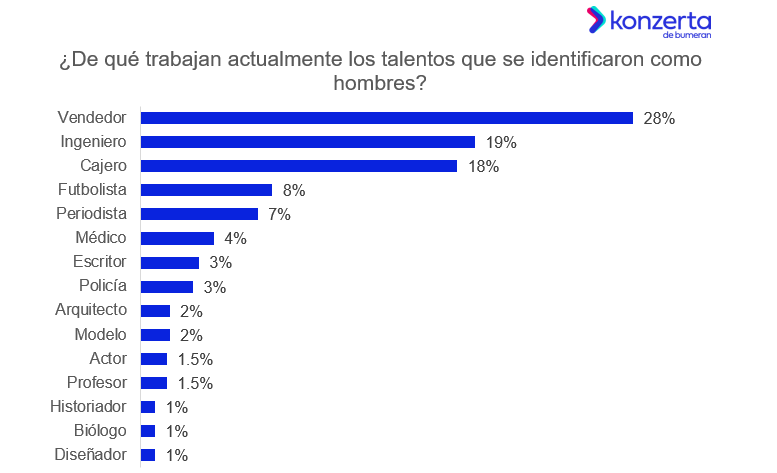 konzerta
de bumeran
¿De qué trabajan actualmente los talentos que se identificaron como
hombres?
Vendedor 28%
Ingeniero 19%
Cajero 18%
Futbolista 8%
Periodista 7%
Médico 4%
Escritor 3%
Policía 3%
Arquitecto 2%
Modelo 2%
Actor 1.5%
Profesor 1.5%
Historiador 1%
Biólogo 1%
Diseñador 1%